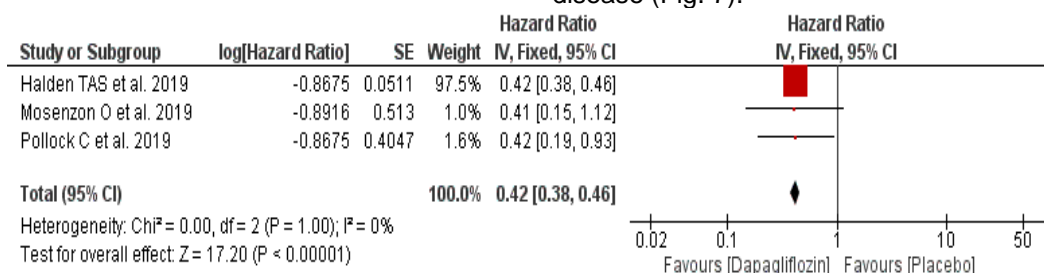 disease (Fig. 7).
Hazard Ratio Hazard Ratio
Study or Subgroup log[Hazard Ratio] SE Weight IV, Fixed, 95% CI IV, Fixed, 95% CI
Halden TAS et al. 2019 -0.8675 0.0511 97.5% 0.42 [0.38, 0.46]
Mosenzon O et al. 2019 -0.8916 0.513 1.0% 0.41 [0.15, 1.12]
Pollock C et al. 2019 -0.8675 0.4047 1.6% 0.42 [0.19, 0.93]
Total (95% CI) 100.0% 0.42 [0.38, 0.46]
Heterogeneity: Chi² = 0.00, df = 2 (P = 1.00); I² = 0%
Test for overall effect: Z = 17.20 (P < 0.00001)
0.02 0.1 1 10 50
Favours [Dapagliflozin] Favours [Placebo]